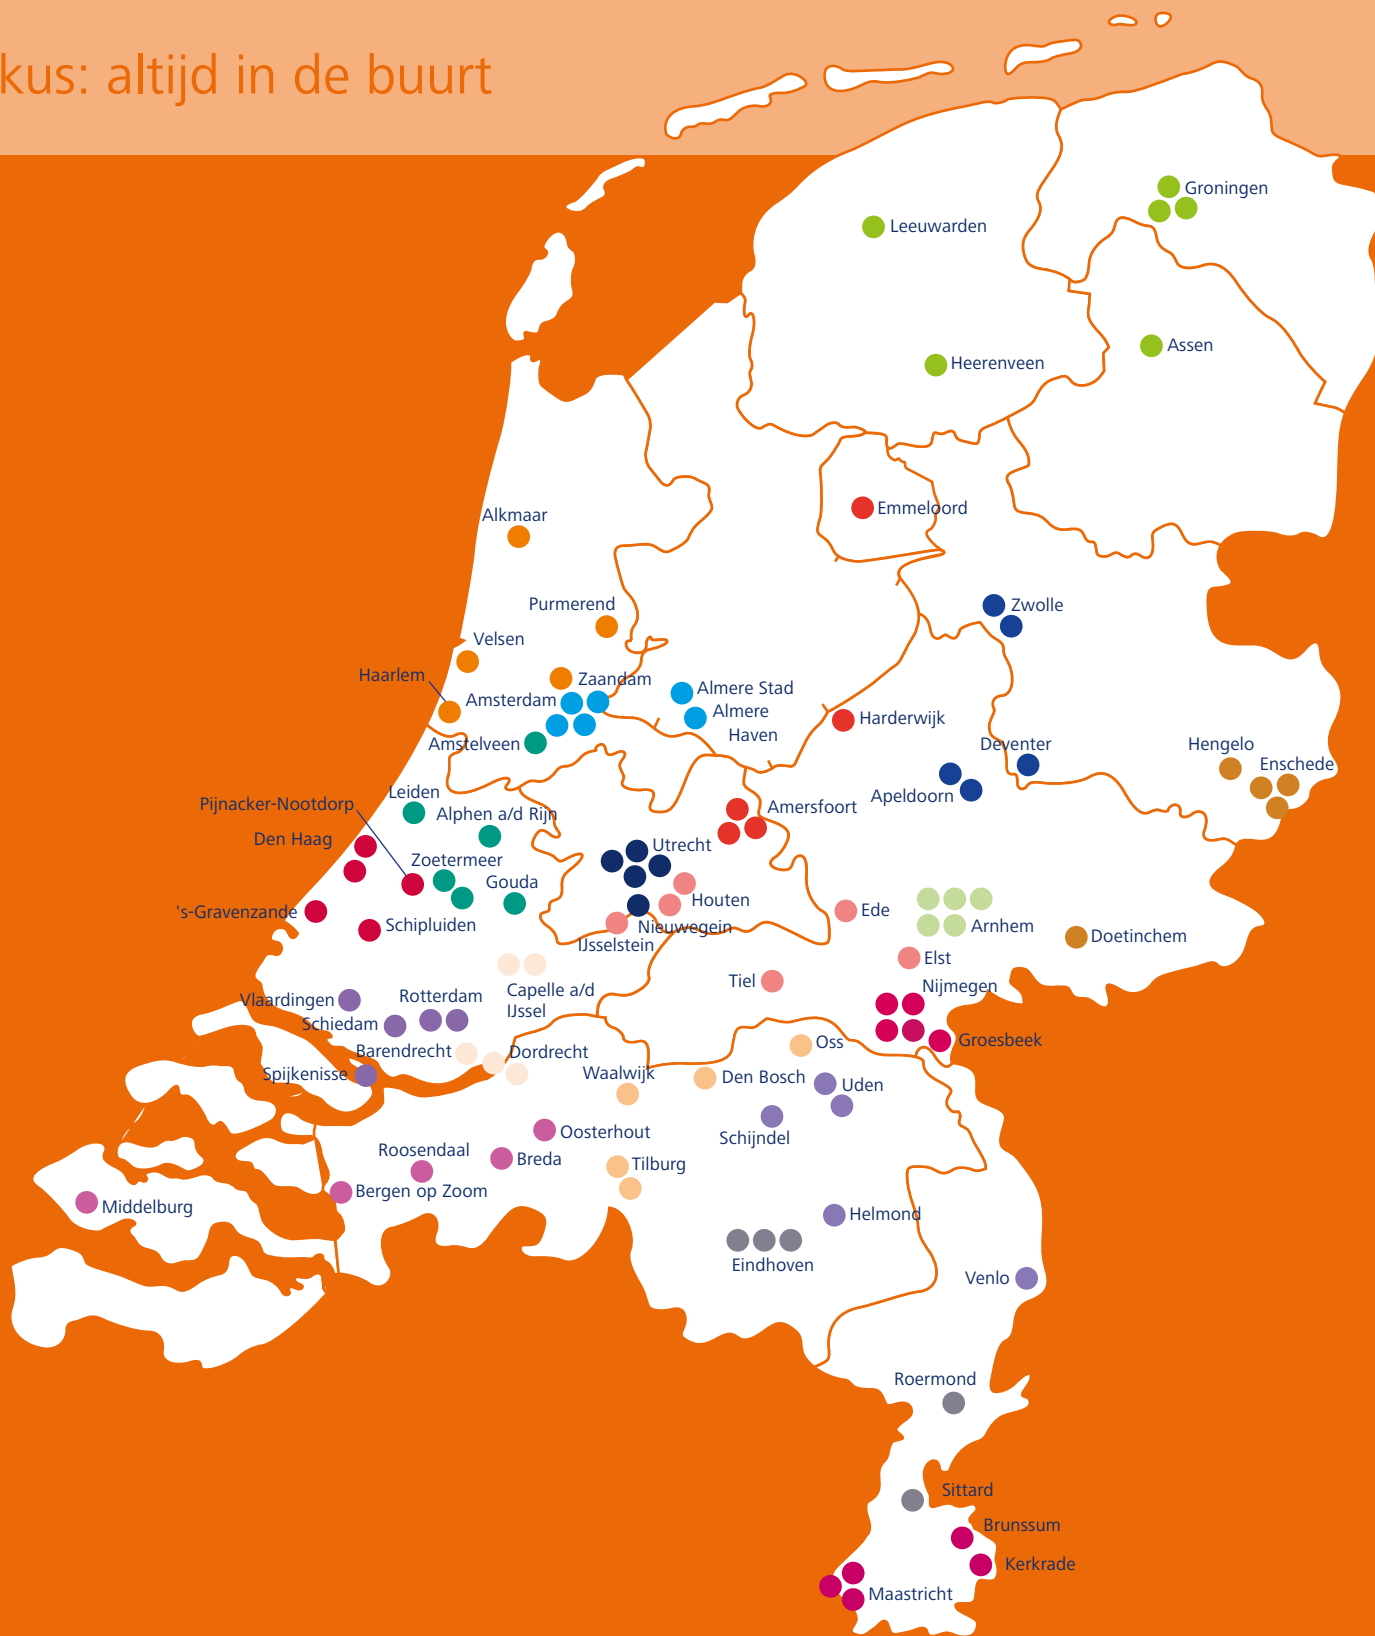 kus: altijd in de buurt
Groningen
Leeuwarden
Assen
Heerenveen
Emmeloord
Alkmaar
Purmerend
Zwolle
Velsen
Haarlem
Zaandam
Amsterdam
Almere Stad
Almere
Haven
Harderwijk
Amstelveen
Deventer
Hengelo
Enschede
Leiden
Apeldoorn
Pijnacker-Nootdorp
Alphen a/d Rijn
Amersfoort
Den Haag
Utrecht
Zoetermeer
Gouda
Houten
's-Gravenzande
Ede
Schipluiden
Nieuwegein
Arnhem
IJsselstein
Doetinchem
Elst
Tiel
Nijmegen
Capelle a/d
IJssel
Vlaardingen
Rotterdam
Schiedam
Groesbeek
Oss
Barendrecht
Dordrecht
Spijkenisse
Waalwijk
Den Bosch
Uden
Oosterhout
Schijndel
Roosendaal
Breda
Tilburg
Bergen op Zoom
Middelburg
Helmond
Eindhoven
Venlo
Roermond
Sittard
Brunssum
Kerkrade
Maastricht